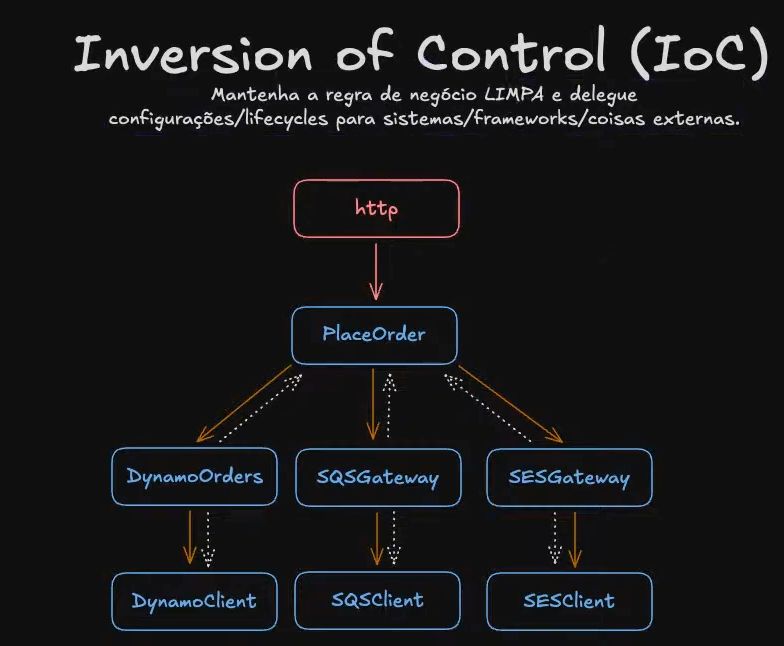 Inversion of Control (IoC)
Mantenha a regra de negócio LIMPA e delegue
configurações/lifecycles para sistemas/frameworks/coisas externas.
http
PlaceOrder
DynamoOrders SQSGateway SESGateway
DynamoClient SQSClient SESClient